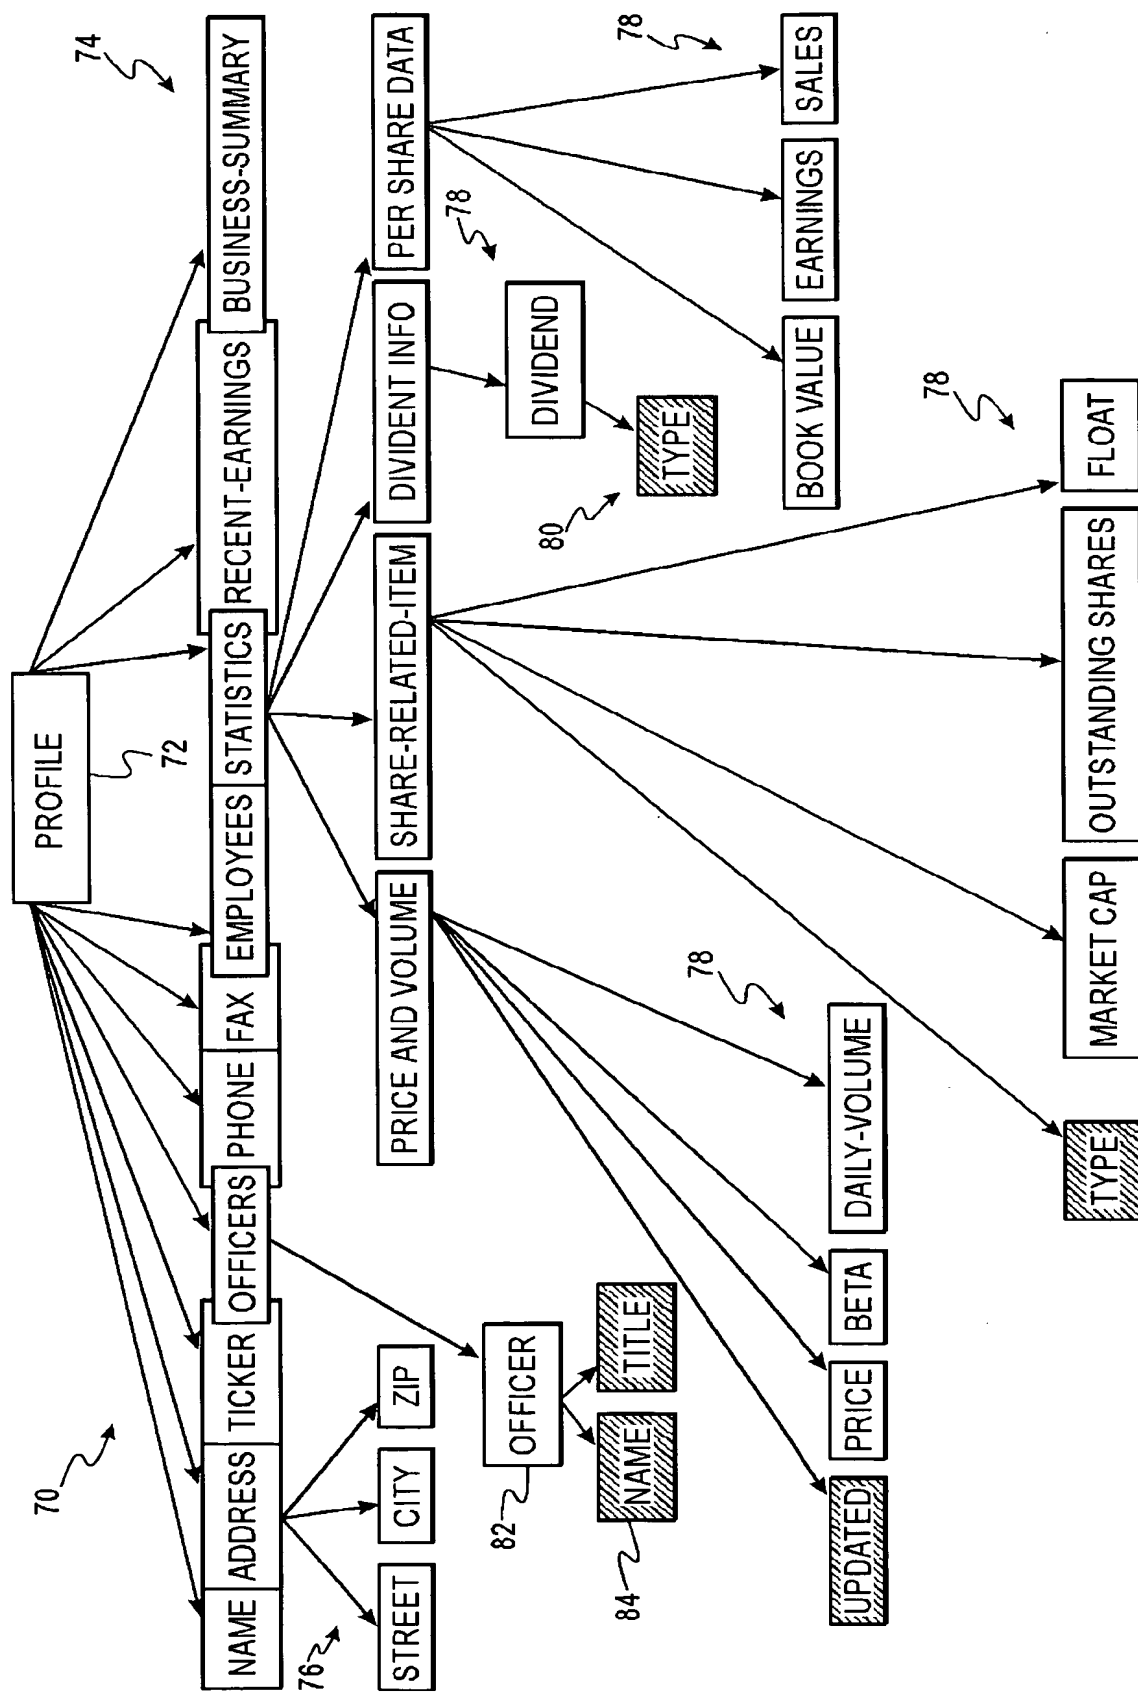 PROFILE
72
70
74
NAME
ADDRESS
TICKER
OFFICERS
PHONE
FAX
EMPLOYEES
STATISTICS
RECENT-EARNINGS
BUSINESS-SUMMARY
76
STREET
CITY
ZIP
PRICE AND VOLUME
SHARE-RELATED-ITEM
DIVIDENT INFO
PER SHARE DATA
82
OFFICER
DIVIDEND
78
84
NAME
TITLE
80
TYPE
78
UPDATED
PRICE
BETA
DAILY-VOLUME
78
BOOK VALUE
EARNINGS
SALES
78
TYPE
MARKET CAP
OUTSTANDING SHARES
FLOAT